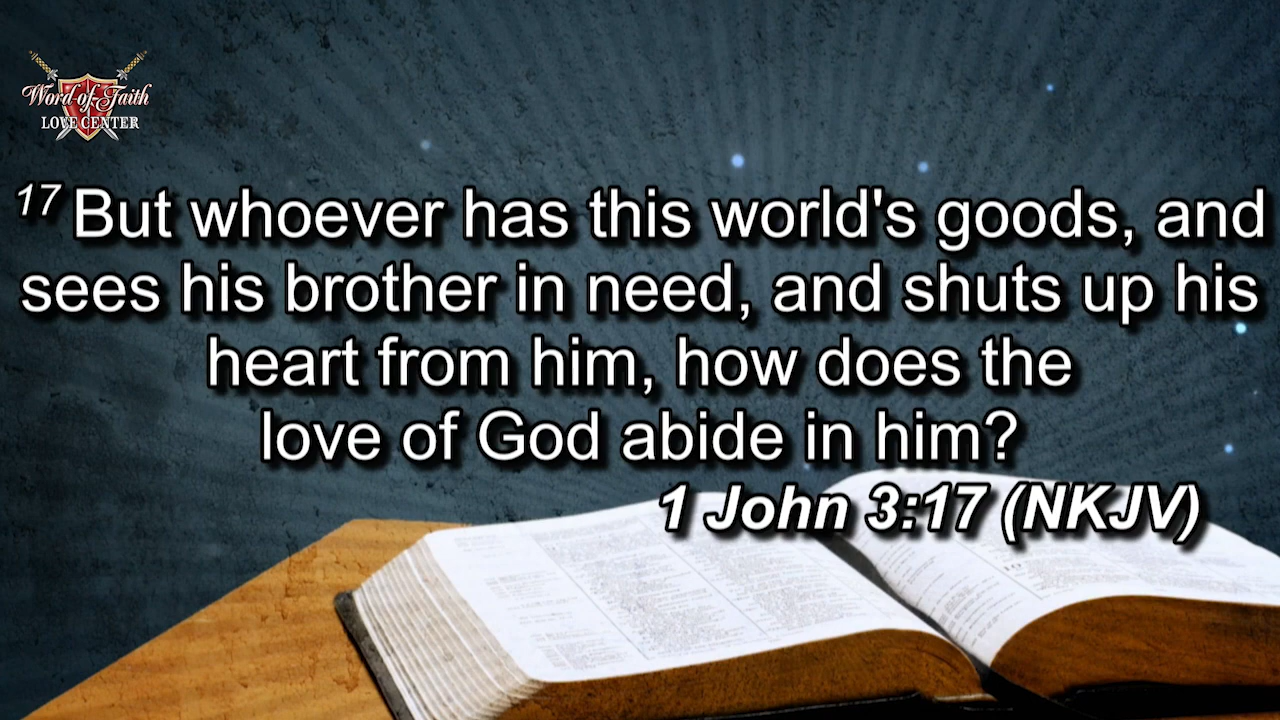 Word of Faith
LOVE CENTER
17 But whoever has this world's goods, and
sees his brother in need, and shuts up his
heart from him, how does the
love of God abide in him?
1 John 3:17 (NKJV)